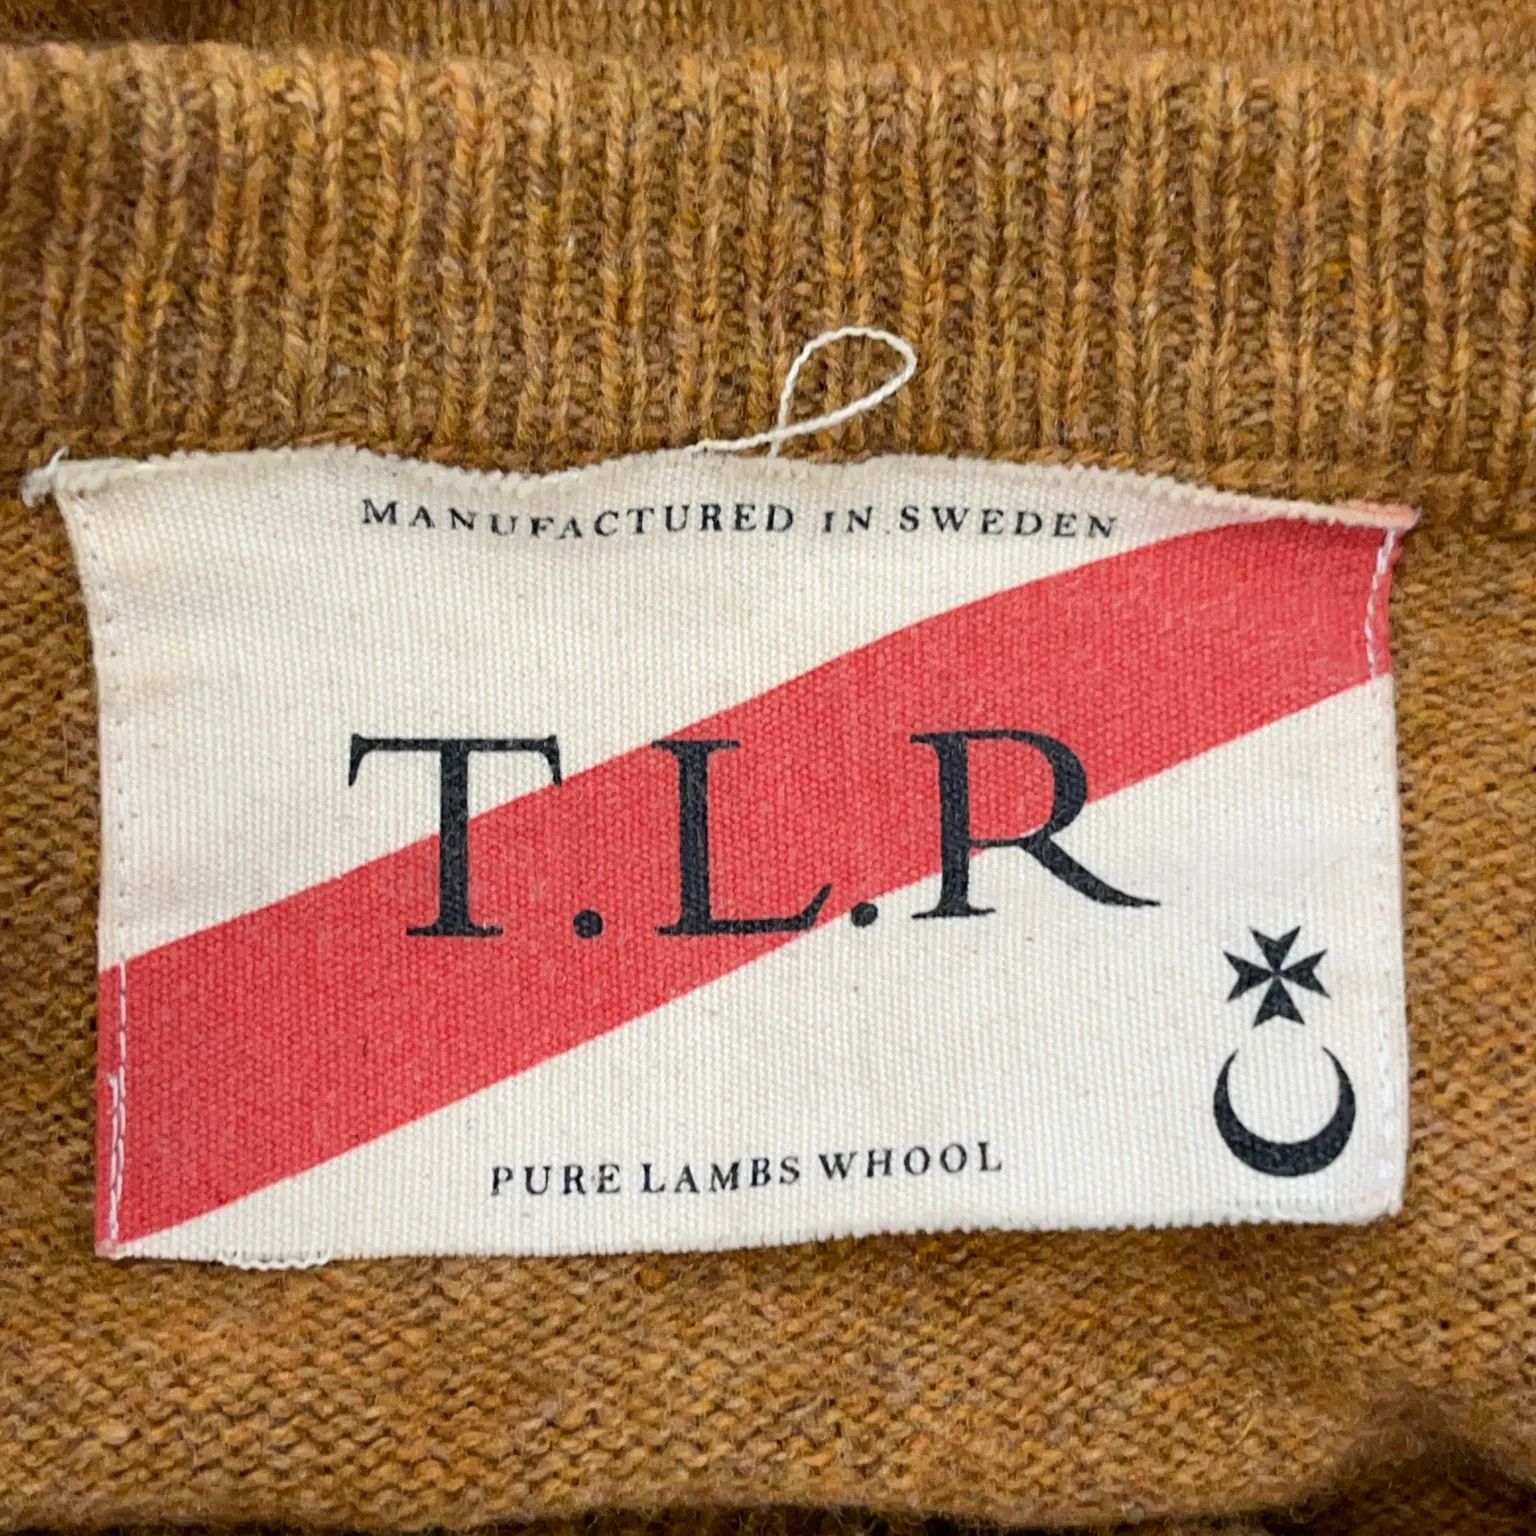 MANUFACTURED IN SWEDEN
T.L.R
PURE LAMBS WHOOL